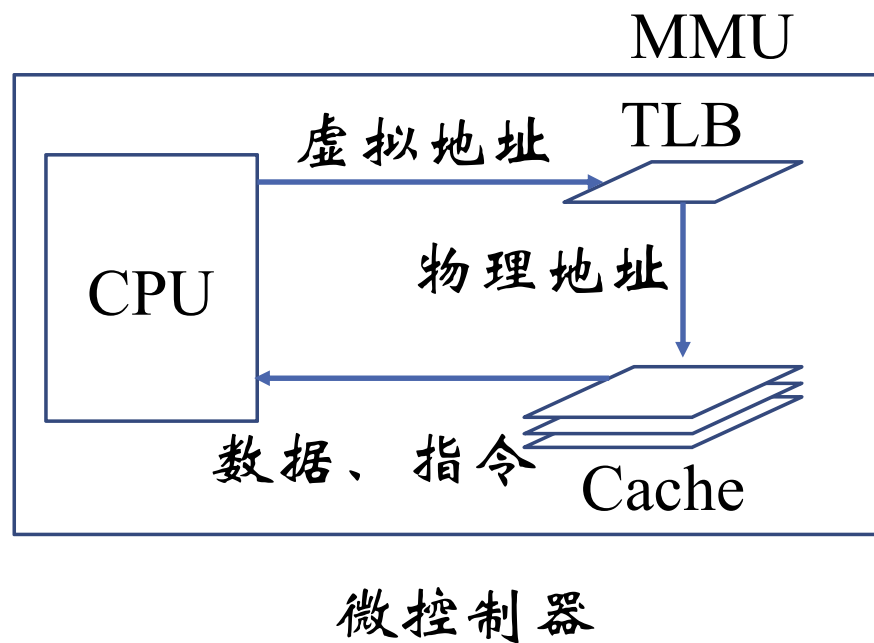 MMU
TLB
虚拟地址
CPU
物理地址
数据、指令
Cache
微控制器